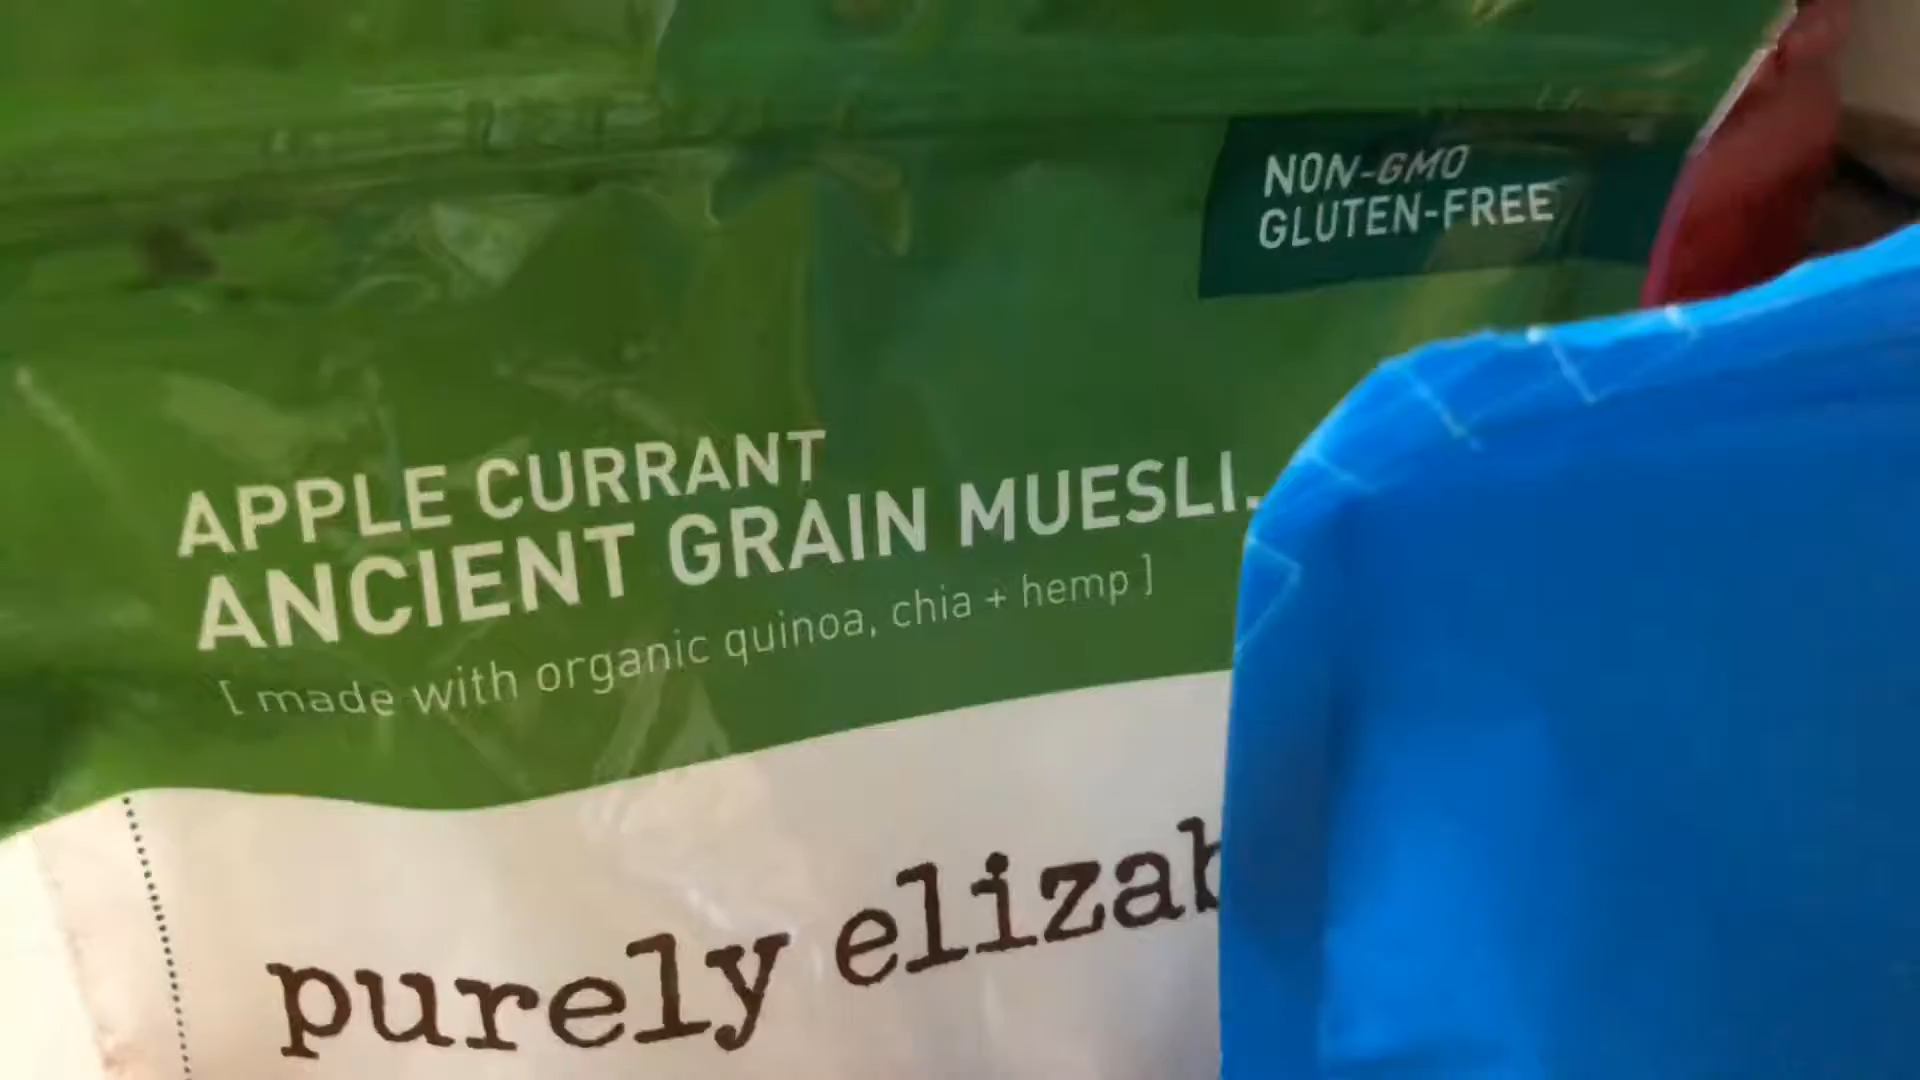 NON-GMO
GLUTEN-FREE
APPLE CURRANT
ANCIENT GRAIN MUESLI.
[ made with organic quinoa, chia + hemp ]
purely elizab